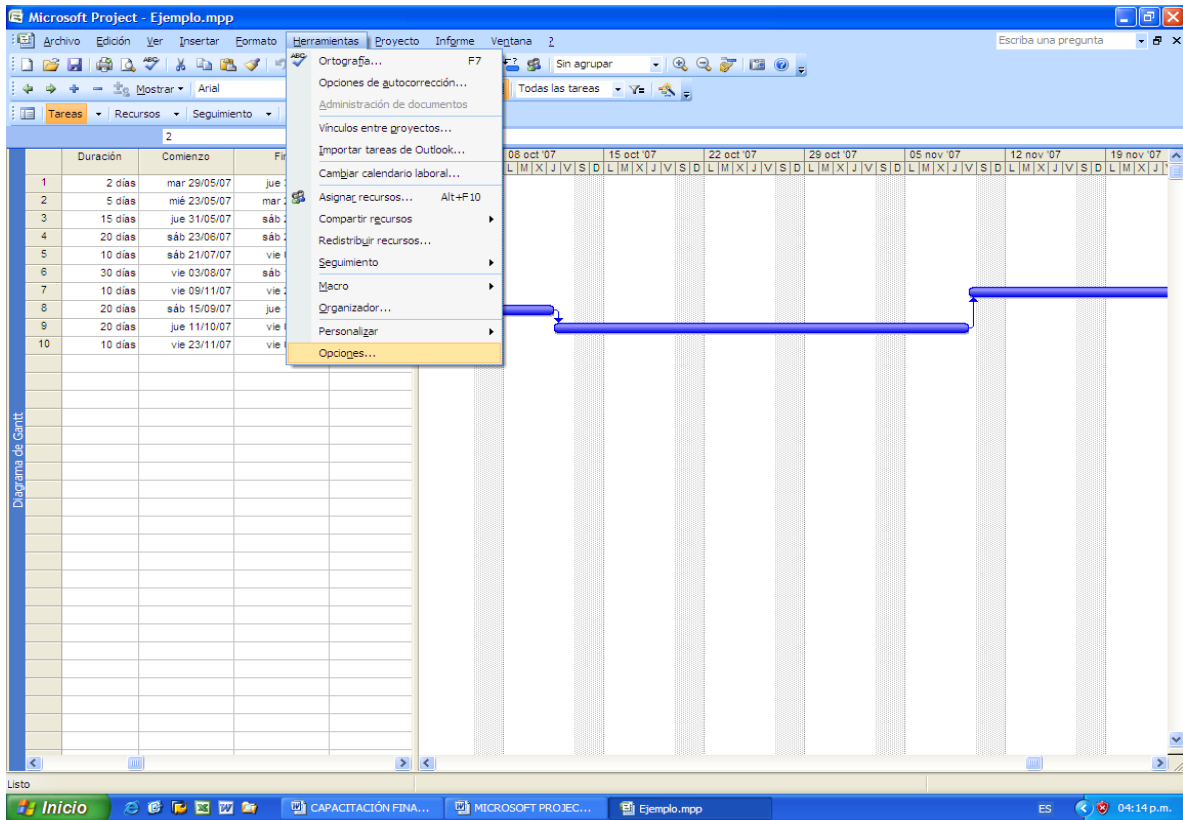 Microsoft Project - Ejemplo.mpp
Archivo Edición Ver Insertar Formato Herramientas Proyecto Informe Ventana ? Escriba una pregunta
Sin agrupar
Mostrar Arial Todas las tareas
Tareas Recursos Seguimiento
2
Ortografía... F7
Opciones de autocorrección...
Administración de documentos
Vínculos entre proyectos...
Importar tareas de Outlook...
Cambiar calendario laboral...
Asignar recursos... Alt+F10
Compartir recursos
Redistribuir recursos...
Seguimiento
Macro
Organizador...
Personalizar
Opciones...
Duración Comienzo
08 oct '07 15 oct '07 22 oct '07 29 oct '07 05 nov '07 12 nov '07 19 nov '07
L M X J V S D L M X J V S D L M X J V S D L M X J V S D L M X J V S D L M X J V S D L M X J
1 2 días mar 29/05/07 jue
2 5 días mié 23/05/07 mar
3 15 días jue 31/05/07 sáb
4 20 días sáb 23/06/07 sáb
5 10 días sáb 21/07/07 vie
6 30 días vie 03/08/07 sáb
7 10 días vie 09/11/07 vie
8 20 días sáb 15/09/07 jue
9 20 días jue 11/10/07 vie
10 10 días vie 23/11/07 vie
Diagrama de Gantt
Listo
Inicio CAPACITACIÓN FINA... MICROSOFT PROJEC... Ejemplo.mpp ES 04:14 p.m.